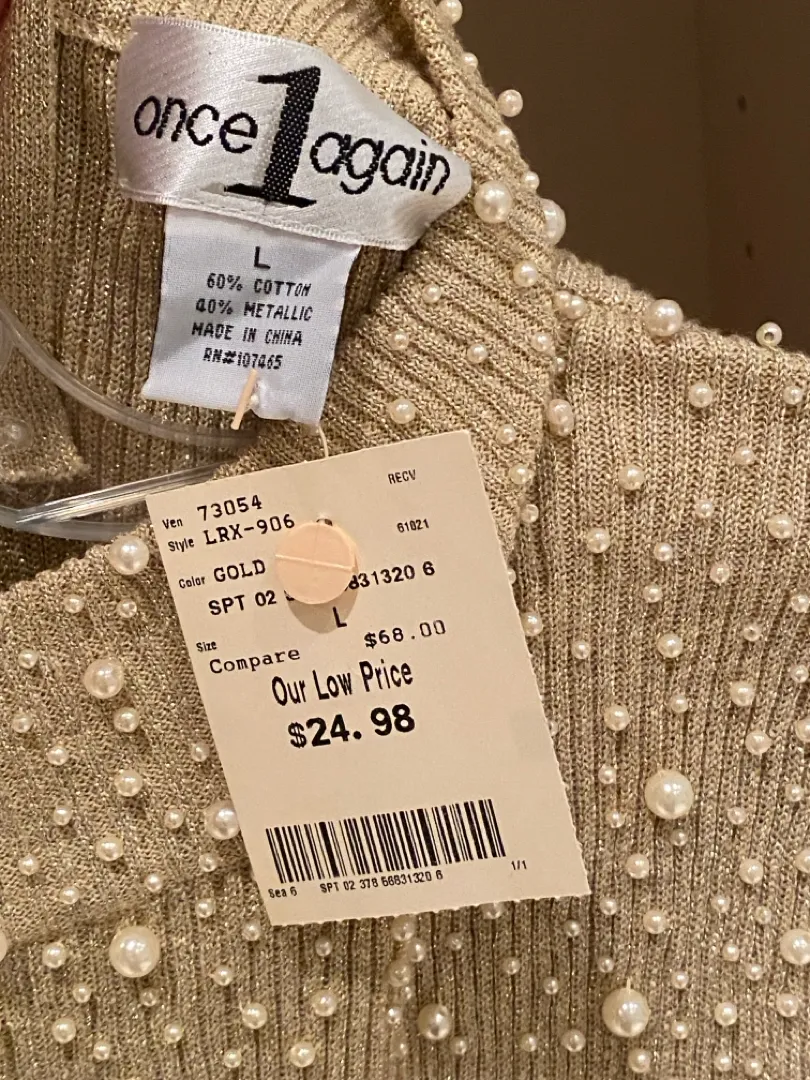 once 1 again
L
60% COTTON
40% METALLIC
MADE IN CHINA
RN#107465
RECV
Ven 73054
Style LRX-906
61821
Color GOLD
SPT 02 831320 6
L
Size
Compare $68.00
Our Low Price
$24.98
1/1
Sea 6 SPT 02 378 56831320 6